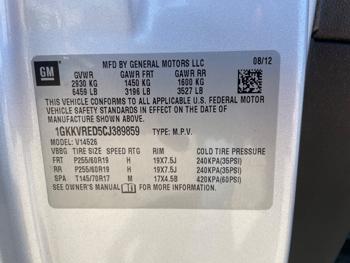 GM
MFD BY GENERAL MOTORS LLC
08/12
GVWR GAWR FRT GAWR RR
2930 KG 1450 KG 1600 KG
6459 LB 3196 LB 3527 LB
THIS VEHICLE CONFORMS TO ALL APPLICABLE U.S. FEDERAL MOTOR
VEHICLE SAFETY STANDARDS IN EFFECT ON THE DATE OF
MANUFACTURE SHOWN ABOVE.
1GKKVRED5CJ389859 TYPE: M.P.V.
MODEL: V14526
VBBG TIRE SIZE SPEED RTG RIM COLD TIRE PRESSURE
FRT P255/60R19 H 19X7.5J 240KPA(35PSI)
RR P255/60R19 H 19X7.5J 240KPA(35PSI)
SPA T145/70R17 M 17X4.5B 420KPA(60PSI)
SEE OWNER'S MANUAL FOR MORE INFORMATION.